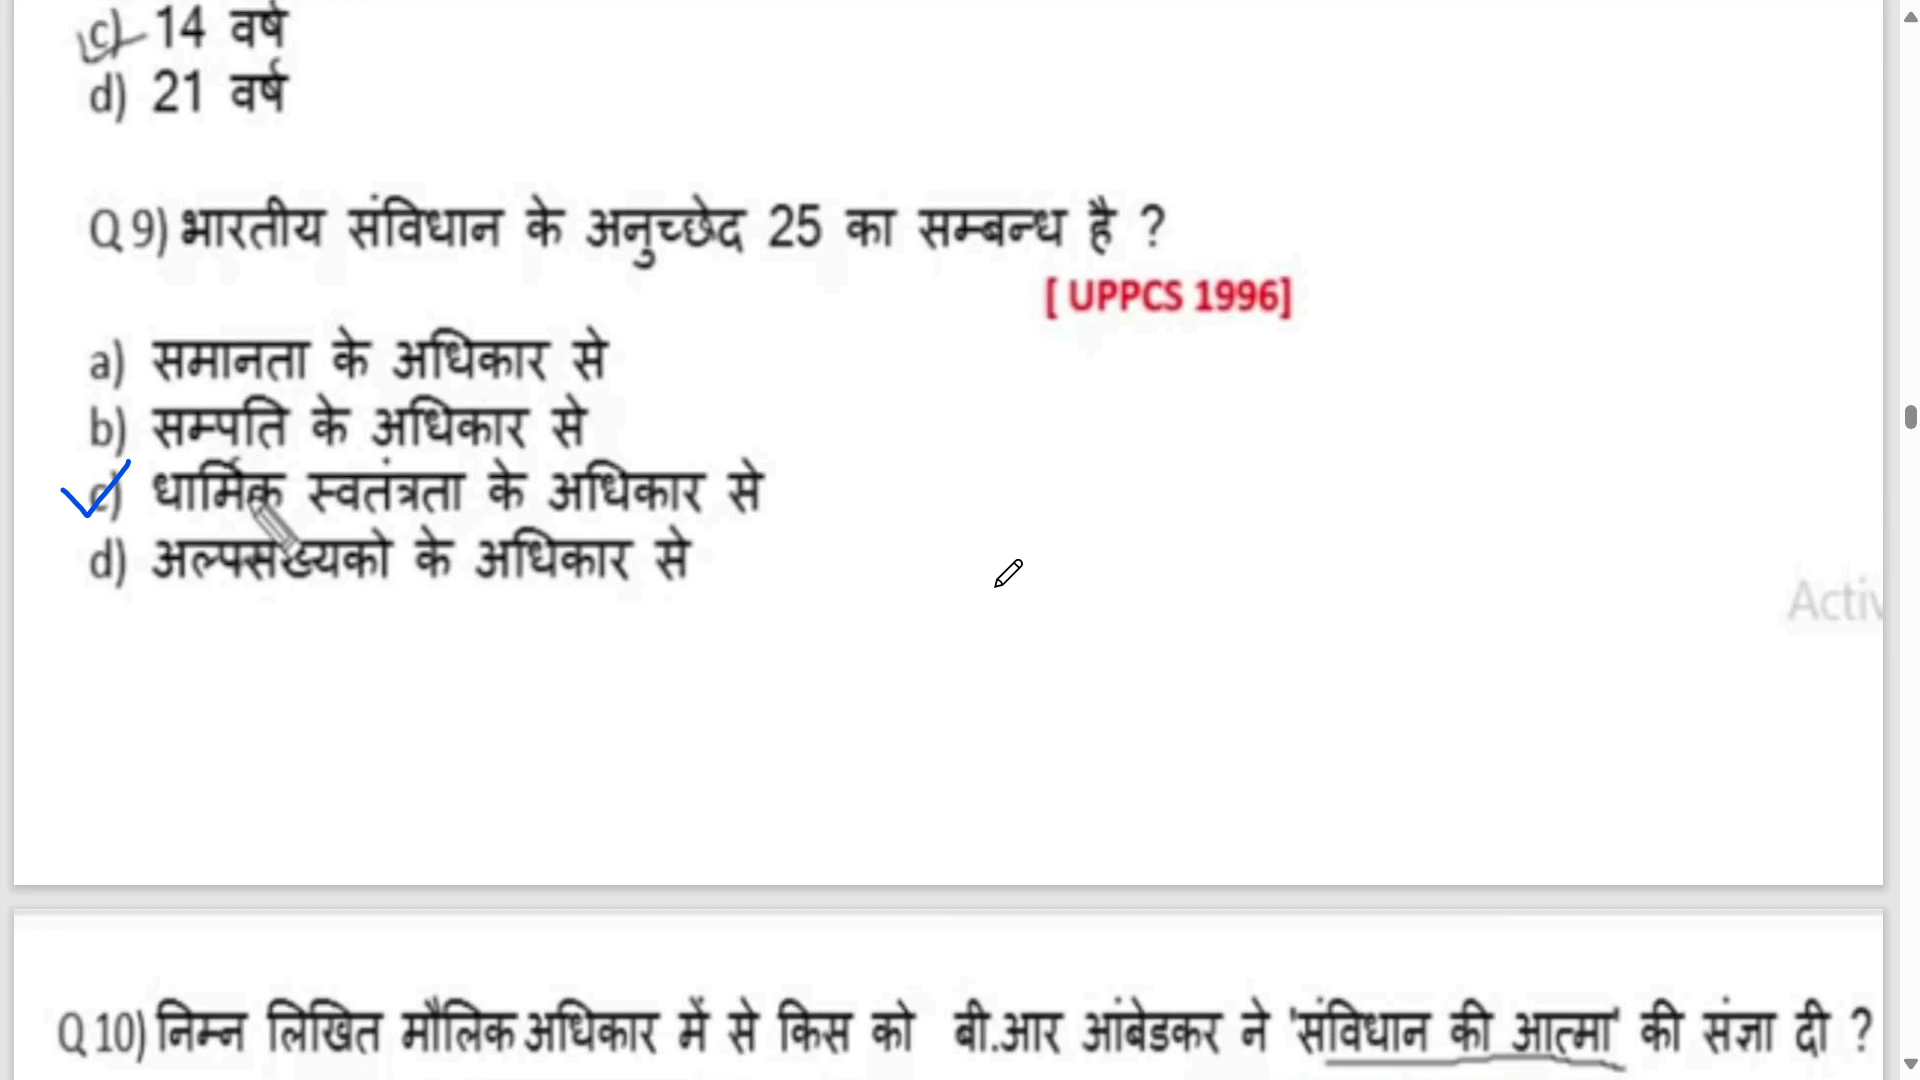 c) 14 वर्ष
d) 21 वर्ष
Q 9) भारतीय संविधान के अनुच्छेद 25 का सम्बन्ध है ?
[ UPPCS 1996]
a) समानता के अधिकार से
b) सम्पति के अधिकार से
c) धार्मिक स्वतंत्रता के अधिकार से
d) अल्पसंख्यको के अधिकार से
Activ
Q 10) निम्न लिखित मौलिक अधिकार में से किस को बी.आर आंबेडकर ने 'संविधान की आत्मा' की संज्ञा दी ?